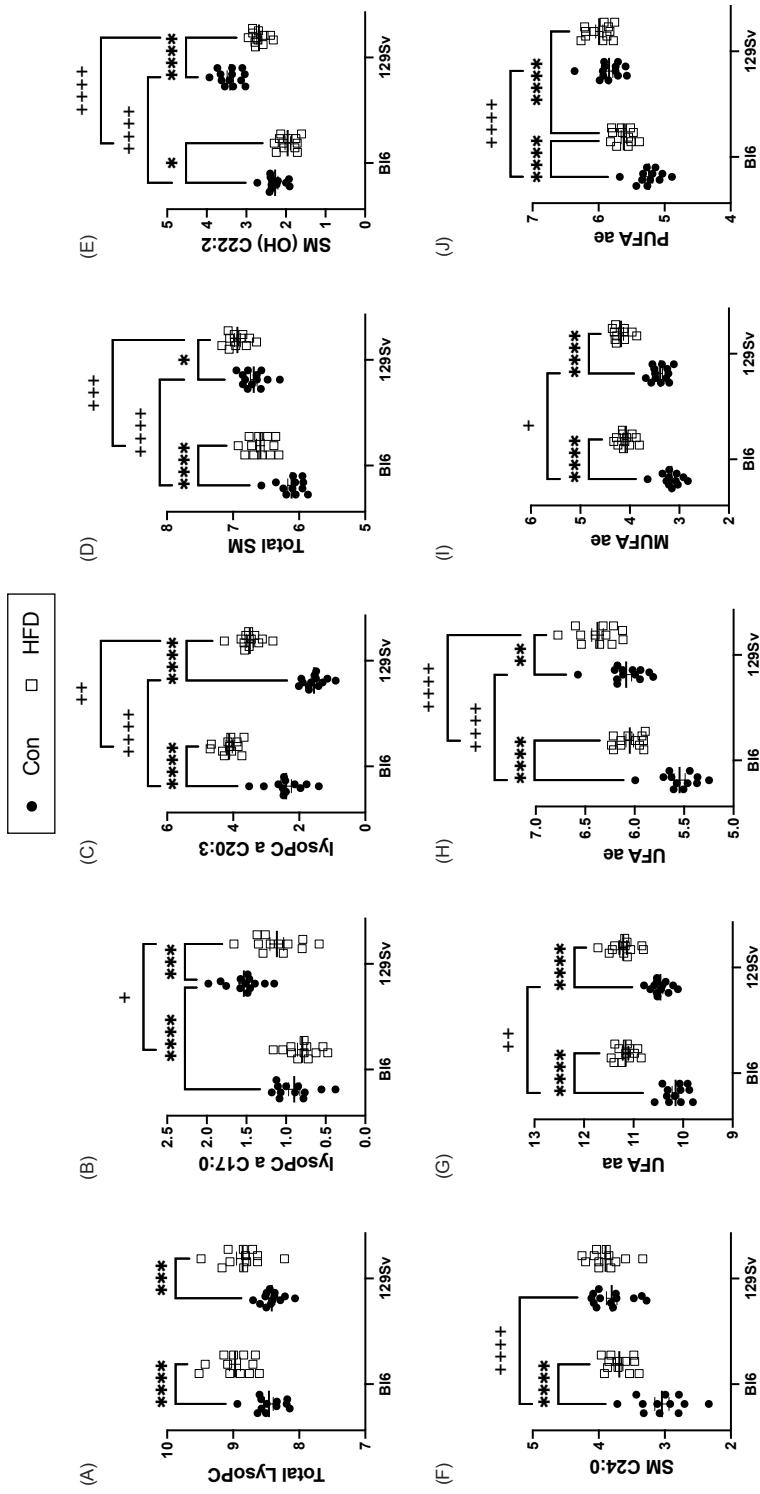 ● Con □ HFD
(A)
Total LysoPC
10
9
8
7
****
***
Bl6 129Sv
(B)
lysoPC a C17:0
2.5
2.0
1.5
1.0
0.5
0.0
+
****
***
Bl6 129Sv
(C)
lysoPC a C20:3
6
4
2
0
++
++++
****
****
Bl6 129Sv
(D)
Total SM
8
7
6
5
+++
++++
****
*
Bl6 129Sv
(E)
SM (OH) C22:2
5
4
3
2
1
0
++++
++++
*
****
Bl6 129Sv
(F)
SM C24:0
5
4
3
2
++++
****
Bl6 129Sv
(G)
UFA aa
13
12
11
10
9
++
****
****
Bl6 129Sv
(H)
UFA ae
7.0
6.5
6.0
5.5
5.0
++++
++++
****
**
Bl6 129Sv
(I)
MUFA ae
6
5
4
3
2
+
****
****
Bl6 129Sv
(J)
PUFA ae
7
6
5
4
++++
****
****
Bl6 129Sv